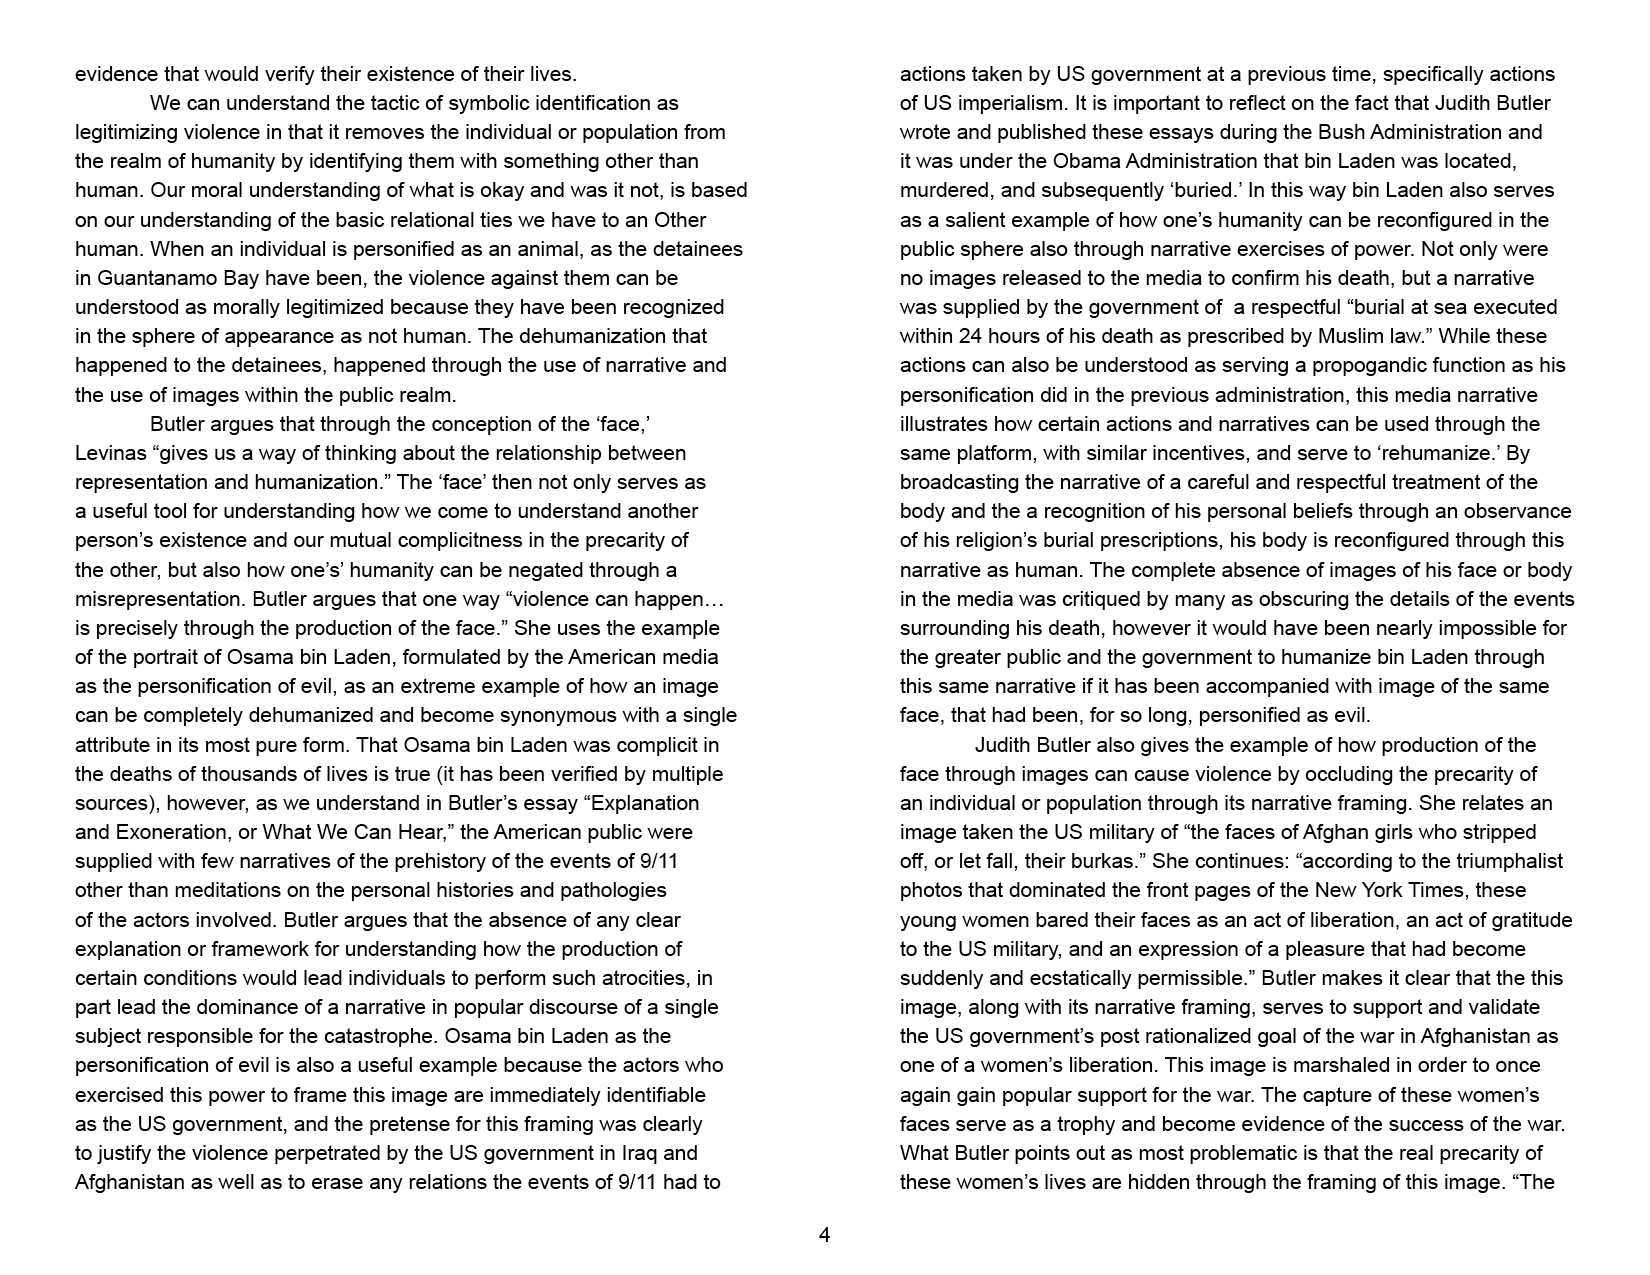 evidence that would verify their existence of their lives.
We can understand the tactic of symbolic identification as
legitimizing violence in that it removes the individual or population from
the realm of humanity by identifying them with something other than
human. Our moral understanding of what is okay and was it not, is based
on our understanding of the basic relational ties we have to an Other
human. When an individual is personified as an animal, as the detainees
in Guantanamo Bay have been, the violence against them can be
understood as morally legitimized because they have been recognized
in the sphere of appearance as not human. The dehumanization that
happened to the detainees, happened through the use of narrative and
the use of images within the public realm.
Butler argues that through the conception of the ‘face,’
Levinas “gives us a way of thinking about the relationship between
representation and humanization.” The ‘face’ then not only serves as
a useful tool for understanding how we come to understand another
person’s existence and our mutual complicitness in the precarity of
the other, but also how one’s’ humanity can be negated through a
misrepresentation. Butler argues that one way “violence can happen…
is precisely through the production of the face.” She uses the example
of the portrait of Osama bin Laden, formulated by the American media
as the personification of evil, as an extreme example of how an image
can be completely dehumanized and become synonymous with a single
attribute in its most pure form. That Osama bin Laden was complicit in
the deaths of thousands of lives is true (it has been verified by multiple
sources), however, as we understand in Butler’s essay “Explanation
and Exoneration, or What We Can Hear,” the American public were
supplied with few narratives of the prehistory of the events of 9/11
other than meditations on the personal histories and pathologies
of the actors involved. Butler argues that the absence of any clear
explanation or framework for understanding how the production of
certain conditions would lead individuals to perform such atrocities, in
part lead the dominance of a narrative in popular discourse of a single
subject responsible for the catastrophe. Osama bin Laden as the
personification of evil is also a useful example because the actors who
exercised this power to frame this image are immediately identifiable
as the US government, and the pretense for this framing was clearly
to justify the violence perpetrated by the US government in Iraq and
Afghanistan as well as to erase any relations the events of 9/11 had to
actions taken by US government at a previous time, specifically actions
of US imperialism. It is important to reflect on the fact that Judith Butler
wrote and published these essays during the Bush Administration and
it was under the Obama Administration that bin Laden was located,
murdered, and subsequently ‘buried.’ In this way bin Laden also serves
as a salient example of how one’s humanity can be reconfigured in the
public sphere also through narrative exercises of power. Not only were
no images released to the media to confirm his death, but a narrative
was supplied by the government of  a respectful “burial at sea executed
within 24 hours of his death as prescribed by Muslim law.” While these
actions can also be understood as serving a propogandic function as his
personification did in the previous administration, this media narrative
illustrates how certain actions and narratives can be used through the
same platform, with similar incentives, and serve to ‘rehumanize.’ By
broadcasting the narrative of a careful and respectful treatment of the
body and the a recognition of his personal beliefs through an observance
of his religion’s burial prescriptions, his body is reconfigured through this
narrative as human. The complete absence of images of his face or body
in the media was critiqued by many as obscuring the details of the events
surrounding his death, however it would have been nearly impossible for
the greater public and the government to humanize bin Laden through
this same narrative if it has been accompanied with image of the same
face, that had been, for so long, personified as evil.
Judith Butler also gives the example of how production of the
face through images can cause violence by occluding the precarity of
an individual or population through its narrative framing. She relates an
image taken the US military of “the faces of Afghan girls who stripped
off, or let fall, their burkas.” She continues: “according to the triumphalist
photos that dominated the front pages of the New York Times, these
young women bared their faces as an act of liberation, an act of gratitude
to the US military, and an expression of a pleasure that had become
suddenly and ecstatically permissible.” Butler makes it clear that the this
image, along with its narrative framing, serves to support and validate
the US government’s post rationalized goal of the war in Afghanistan as
one of a women’s liberation. This image is marshaled in order to once
again gain popular support for the war. The capture of these women’s
faces serve as a trophy and become evidence of the success of the war.
What Butler points out as most problematic is that the real precarity of
these women’s lives are hidden through the framing of this image. “The
4